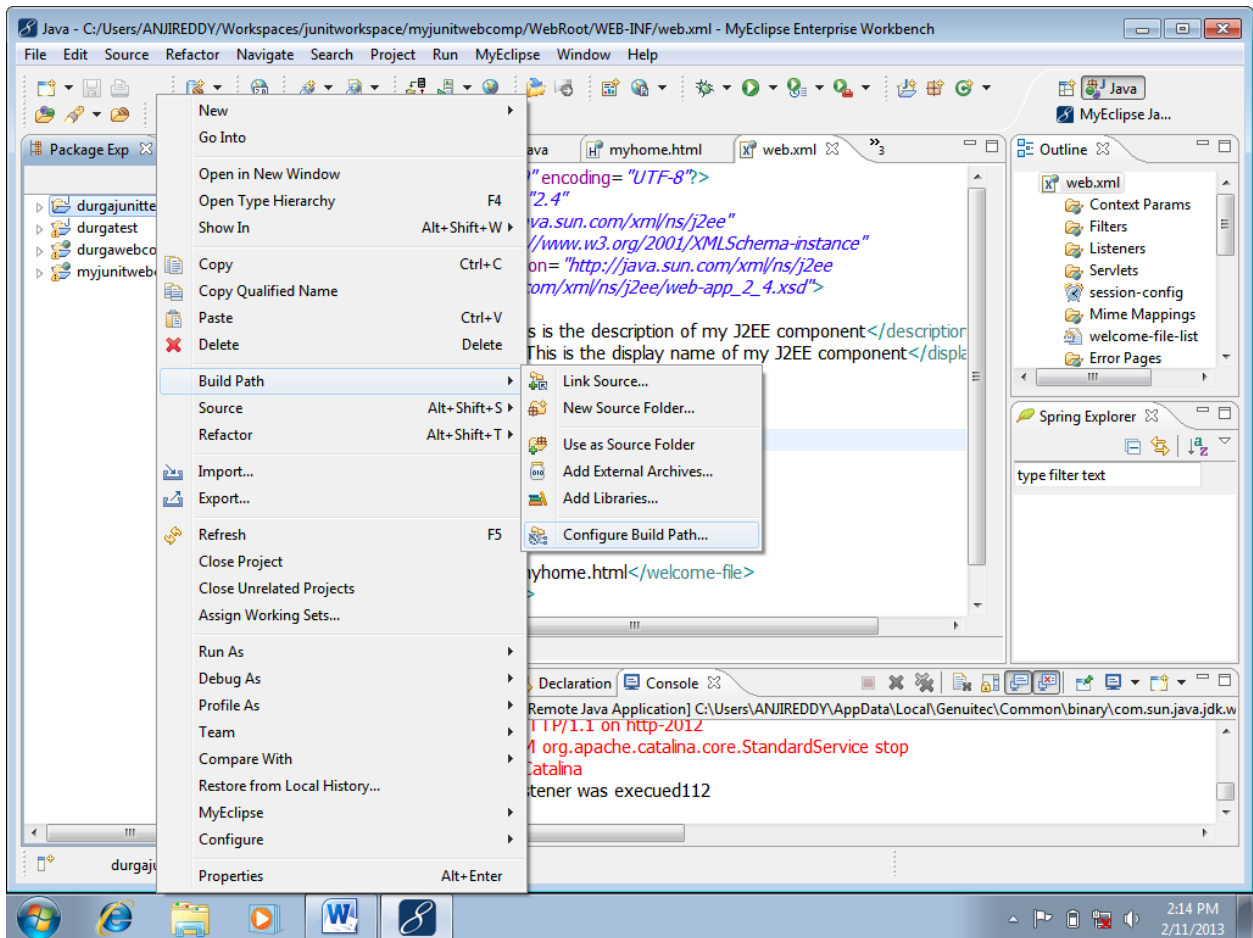 Java - C:/Users/ANJIREDDY/Workspaces/junitworkspace/myjunitwebcomp/WebRoot/WEB-INF/web.xml - MyEclipse Enterprise Workbench
File Edit Source Refactor Navigate Search Project Run MyEclipse Window Help
Java
MyEclipse Ja...
Package Exp
durgajunitte
durgatest
durgawebco
myjunitweb
New
Go Into
Open in New Window
Open Type Hierarchy F4
Show In Alt+Shift+W
Copy Ctrl+C
Copy Qualified Name
Paste Ctrl+V
Delete Delete
Build Path
Source Alt+Shift+S
Refactor Alt+Shift+T
Import...
Export...
Refresh F5
Close Project
Close Unrelated Projects
Assign Working Sets...
Run As
Debug As
Profile As
Team
Compare With
Restore from Local History...
MyEclipse
Configure
Properties Alt+Enter
Link Source...
New Source Folder...
Use as Source Folder
Add External Archives...
Add Libraries...
Configure Build Path...
ava myhome.html web.xml »3
" encoding="UTF-8"?>
"2.4"
va.sun.com/xml/ns/j2ee"
//www.w3.org/2001/XMLSchema-instance"
on="http://java.sun.com/xml/ns/j2ee
com/xml/ns/j2ee/web-app_2_4.xsd">
s is the description of my J2EE component</description
This is the display name of my J2EE component</displa
yhome.html</welcome-file>
>
Outline
web.xml
Context Params
Filters
Listeners
Servlets
session-config
Mime Mappings
welcome-file-list
Error Pages
Spring Explorer
type filter text
Declaration Console
Remote Java Application] C:\Users\ANJIREDDY\AppData\Local\Genuitec\Common\binary\com.sun.java.jdk.w
TTP/1.1 on http-2012
M org.apache.catalina.core.StandardService stop
Catalina
stener was execued112
durgaju
2:14 PM
2/11/2013